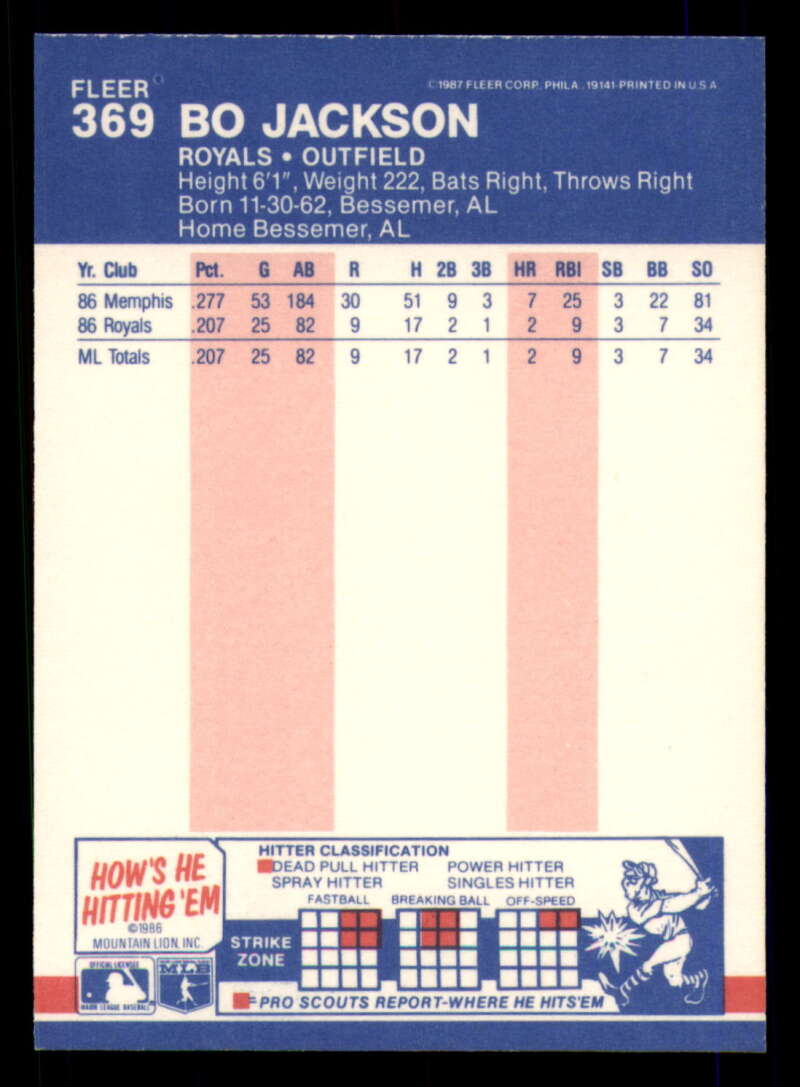 FLEER
©1987 FLEER CORP. PHILA. 19141-PRINTED IN U.S.A
369 BO JACKSON
ROYALS • OUTFIELD
Height 6'1", Weight 222, Bats Right, Throws Right
Born 11-30-62, Bessemer, AL
Home Bessemer, AL
Yr. Club Pct. G AB R H 2B 3B HR RBI SB BB SO
86 Memphis .277 53 184 30 51 9 3 7 25 3 22 81
86 Royals .207 25 82 9 17 2 1 2 9 3 7 34
ML Totals .207 25 82 9 17 2 1 2 9 3 7 34
HOW'S HE
HITTING 'EM
©1986
MOUNTAIN LION, INC.
HITTER CLASSIFICATION
DEAD PULL HITTER POWER HITTER
SPRAY HITTER SINGLES HITTER
FASTBALL BREAKING BALL OFF-SPEED
STRIKE
ZONE
=PRO SCOUTS REPORT-WHERE HE HITS'EM
OFFICIAL LICENSEE
MAJOR LEAGUE BASEBALL
MLB